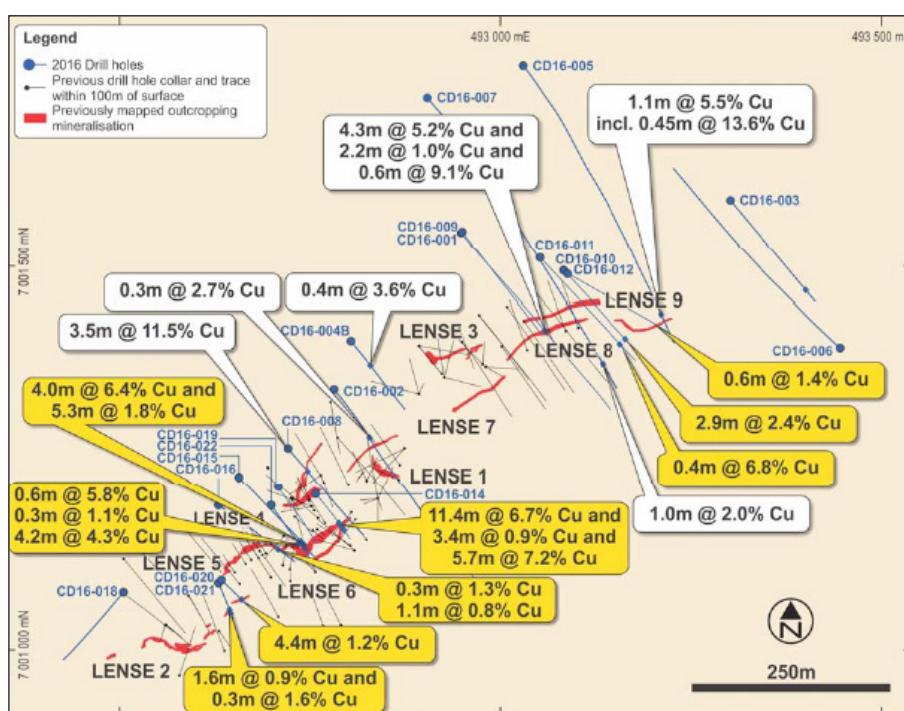 493 000 mE
493 500 mE
Legend
2016 Drill holes
Previous drill hole collar and trace
within 100m of surface
Previously mapped outcropping
mineralisation
CD16-005
CD16-007
1.1m @ 5.5% Cu
incl. 0.45m @ 13.6% Cu
4.3m @ 5.2% Cu and
2.2m @ 1.0% Cu and
0.6m @ 9.1% Cu
CD16-003
CD16-009
CD16-001
CD16-011
CD16-010
CD16-012
7 001 500 mN
0.3m @ 2.7% Cu
0.4m @ 3.6% Cu
LENSE 9
3.5m @ 11.5% Cu
CD16-004B
LENSE 3
LENSE 8
CD16-006
0.6m @ 1.4% Cu
4.0m @ 6.4% Cu and
5.3m @ 1.8% Cu
CD16-002
LENSE 7
2.9m @ 2.4% Cu
CD16-008
CD16-019
CD16-022
CD16-015
CD16-016
LENSE 1
0.4m @ 6.8% Cu
CD16-014
0.6m @ 5.8% Cu
0.3m @ 1.1% Cu
4.2m @ 4.3% Cu
LENSE 4
11.4m @ 6.7% Cu and
3.4m @ 0.9% Cu and
5.7m @ 7.2% Cu
1.0m @ 2.0% Cu
LENSE 5
LENSE 6
CD16-020
CD16-021
CD16-018
0.3m @ 1.3% Cu
1.1m @ 0.8% Cu
4.4m @ 1.2% Cu
7 001 000 mN
LENSE 2
1.6m @ 0.9% Cu and
0.3m @ 1.6% Cu
N
250m